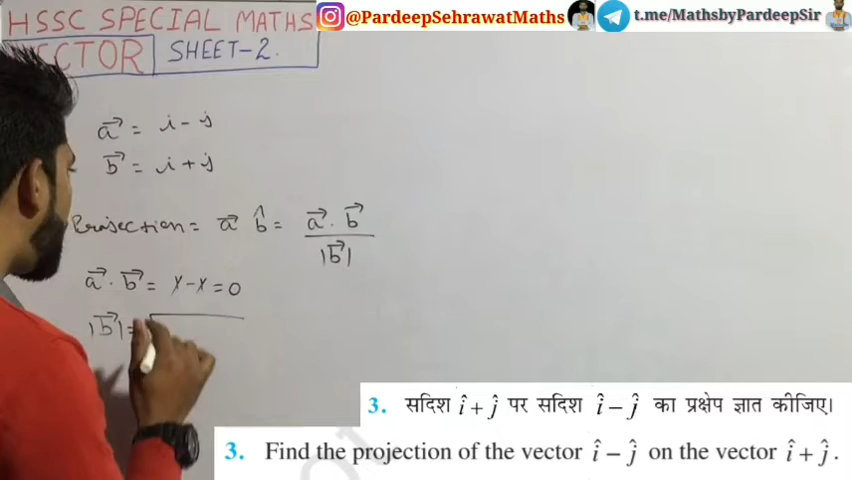 HSSC SPECIAL MATHS
@PardeepSehrawatMaths
t.me/MathsbyPardeepSir
VECTOR SHEET-2.
a⃗ = i - j
b⃗ = i + j
Projection = a⃗ b̂ = a⃗ . b⃗ / |b⃗|
a⃗ . b⃗ = 1 - 1 = 0
|b⃗| = √
3. सदिश î + ĵ पर सदिश î − ĵ का प्रक्षेप ज्ञात कीजिए।
3. Find the projection of the vector î − ĵ on the vector î + ĵ.